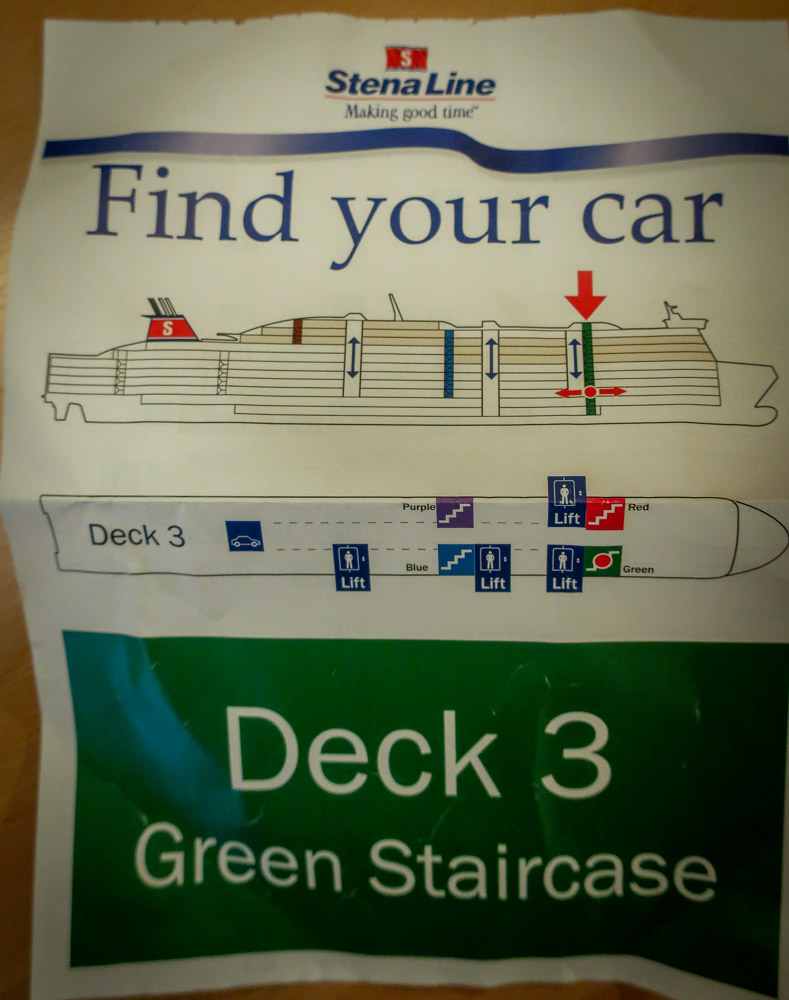 S
Stena Line
Making good time℠
Find your car
S
Purple
Lift
Red
Deck 3
Lift
Blue
Lift
Lift
Green
Deck 3
Green Staircase